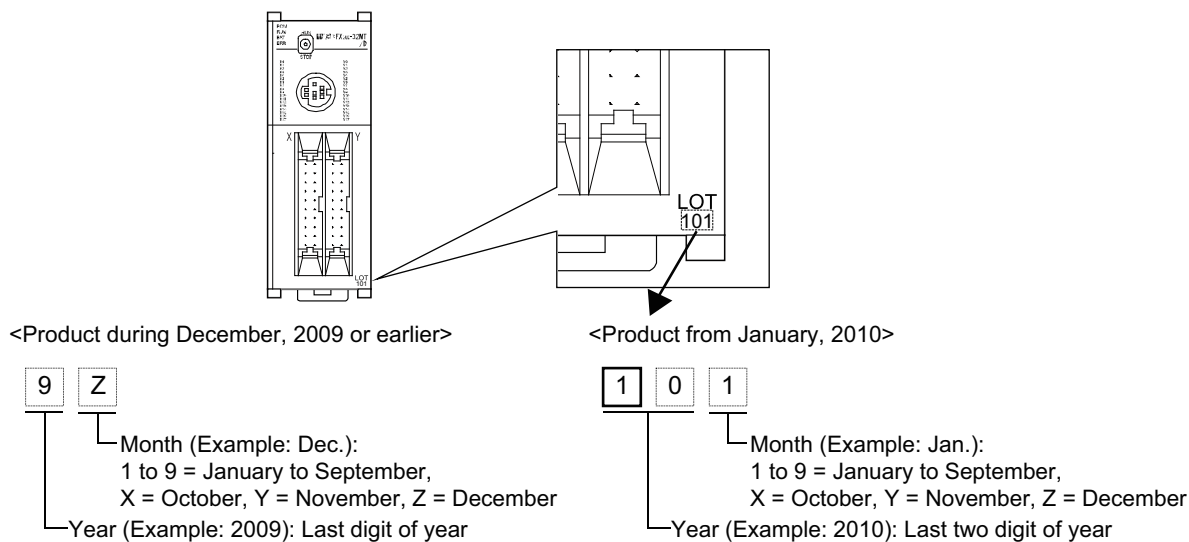 RUN
STOP
X Y
LOT
101
LOT
101
<Product during December, 2009 or earlier>
9 Z
Month (Example: Dec.):
1 to 9 = January to September,
X = October, Y = November, Z = December
Year (Example: 2009): Last digit of year
<Product from January, 2010>
1 0 1
Month (Example: Jan.):
1 to 9 = January to September,
X = October, Y = November, Z = December
Year (Example: 2010): Last two digit of year